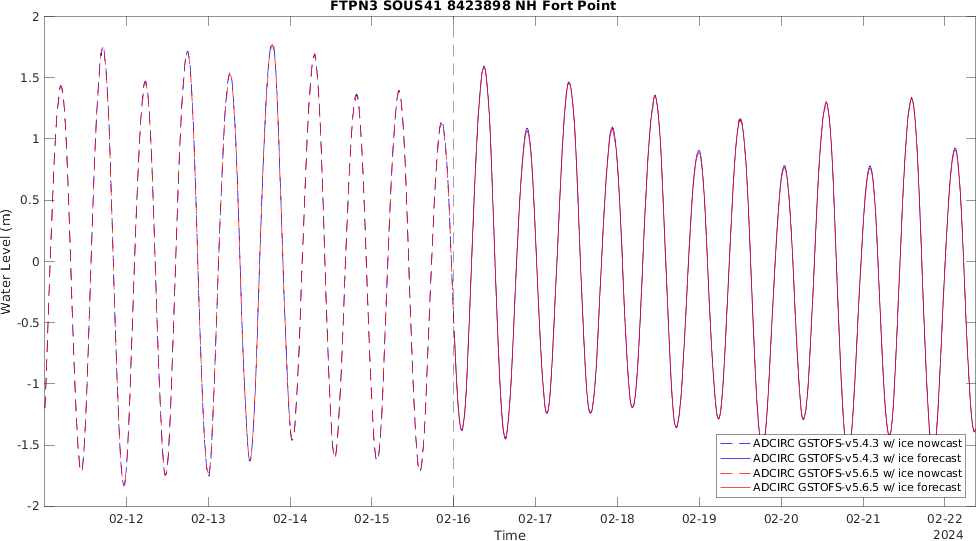 FTPN3 SOUS41 8423898 NH Fort Point
Water Level (m)
2
1.5
1
0.5
0
-0.5
-1
-1.5
-2
ADCIRC GSTOFS-v5.4.3 w/ ice nowcast
ADCIRC GSTOFS-v5.4.3 w/ ice forecast
ADCIRC GSTOFS-v5.6.5 w/ ice nowcast
ADCIRC GSTOFS-v5.6.5 w/ ice forecast
02-12 02-13 02-14 02-15 02-16 02-17 02-18 02-19 02-20 02-21 02-22
Time
2024